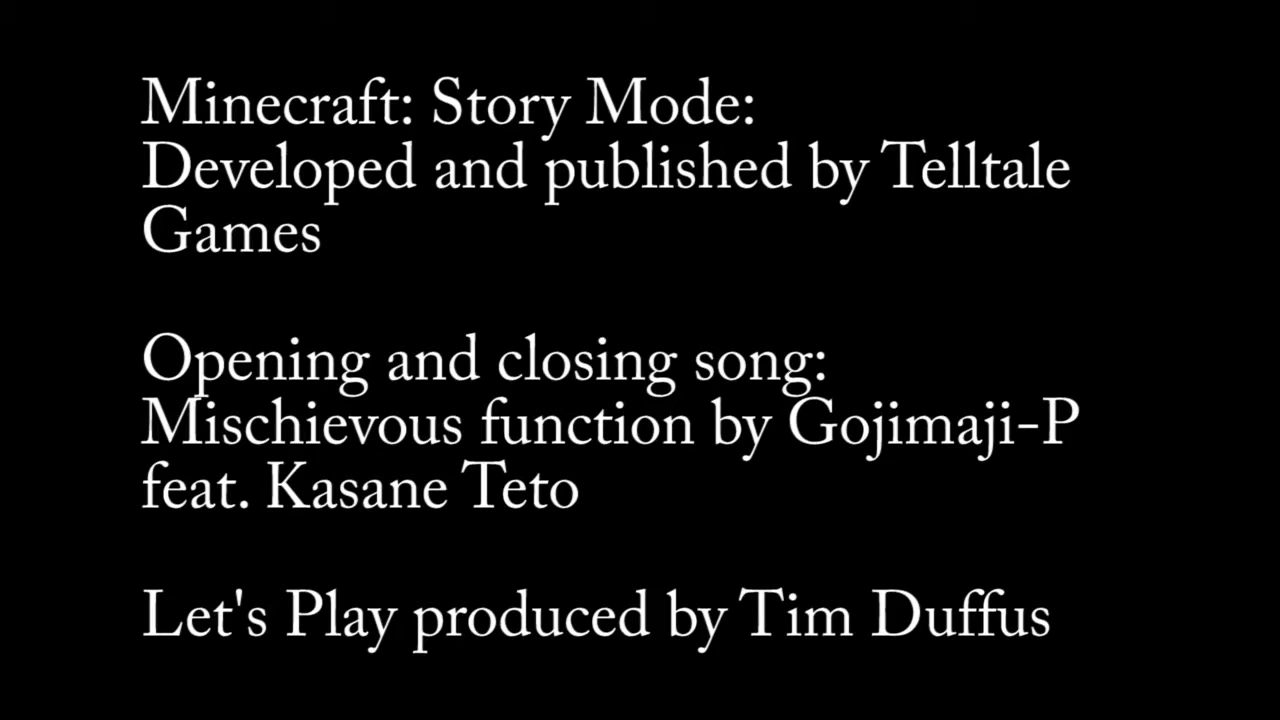 Minecraft: Story Mode:
Developed and published by Telltale
Games
Opening and closing song:
Mischievous function by Gojimaji-P
feat. Kasane Teto
Let's Play produced by Tim Duffus